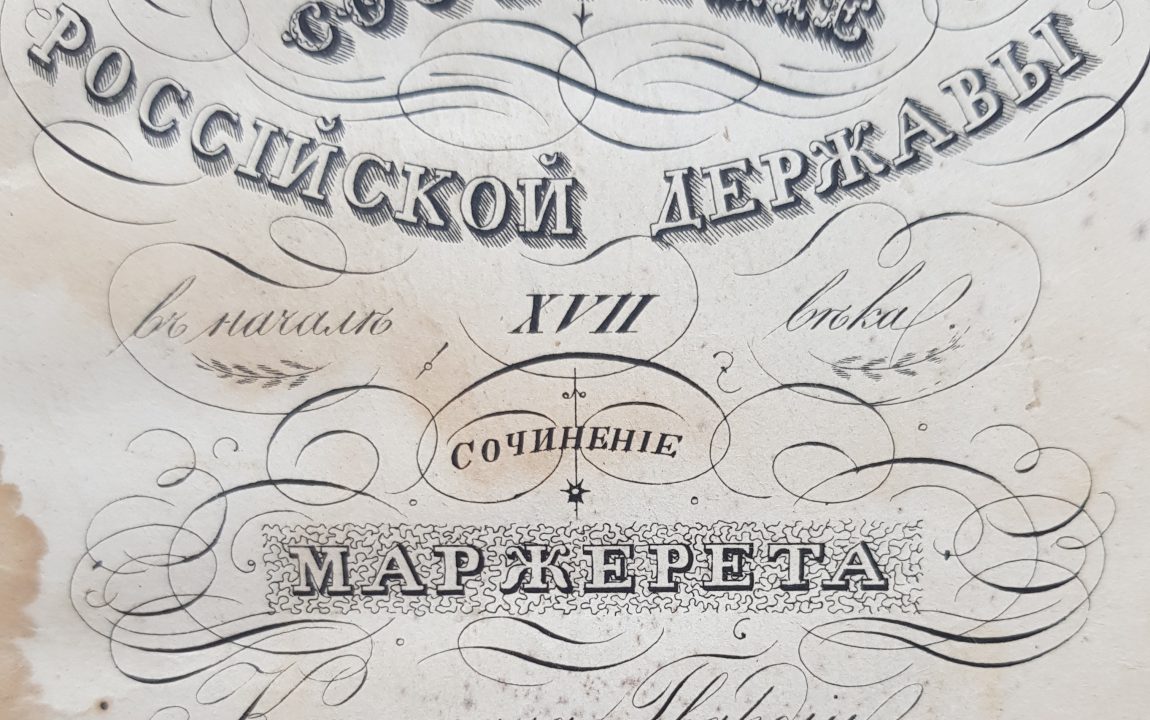 РОССІЙСКОЙ ДЕРЖАВЫ
въ началѣ XVII вѣка.
СОЧИНЕНІЕ
МАРЖЕРЕТА